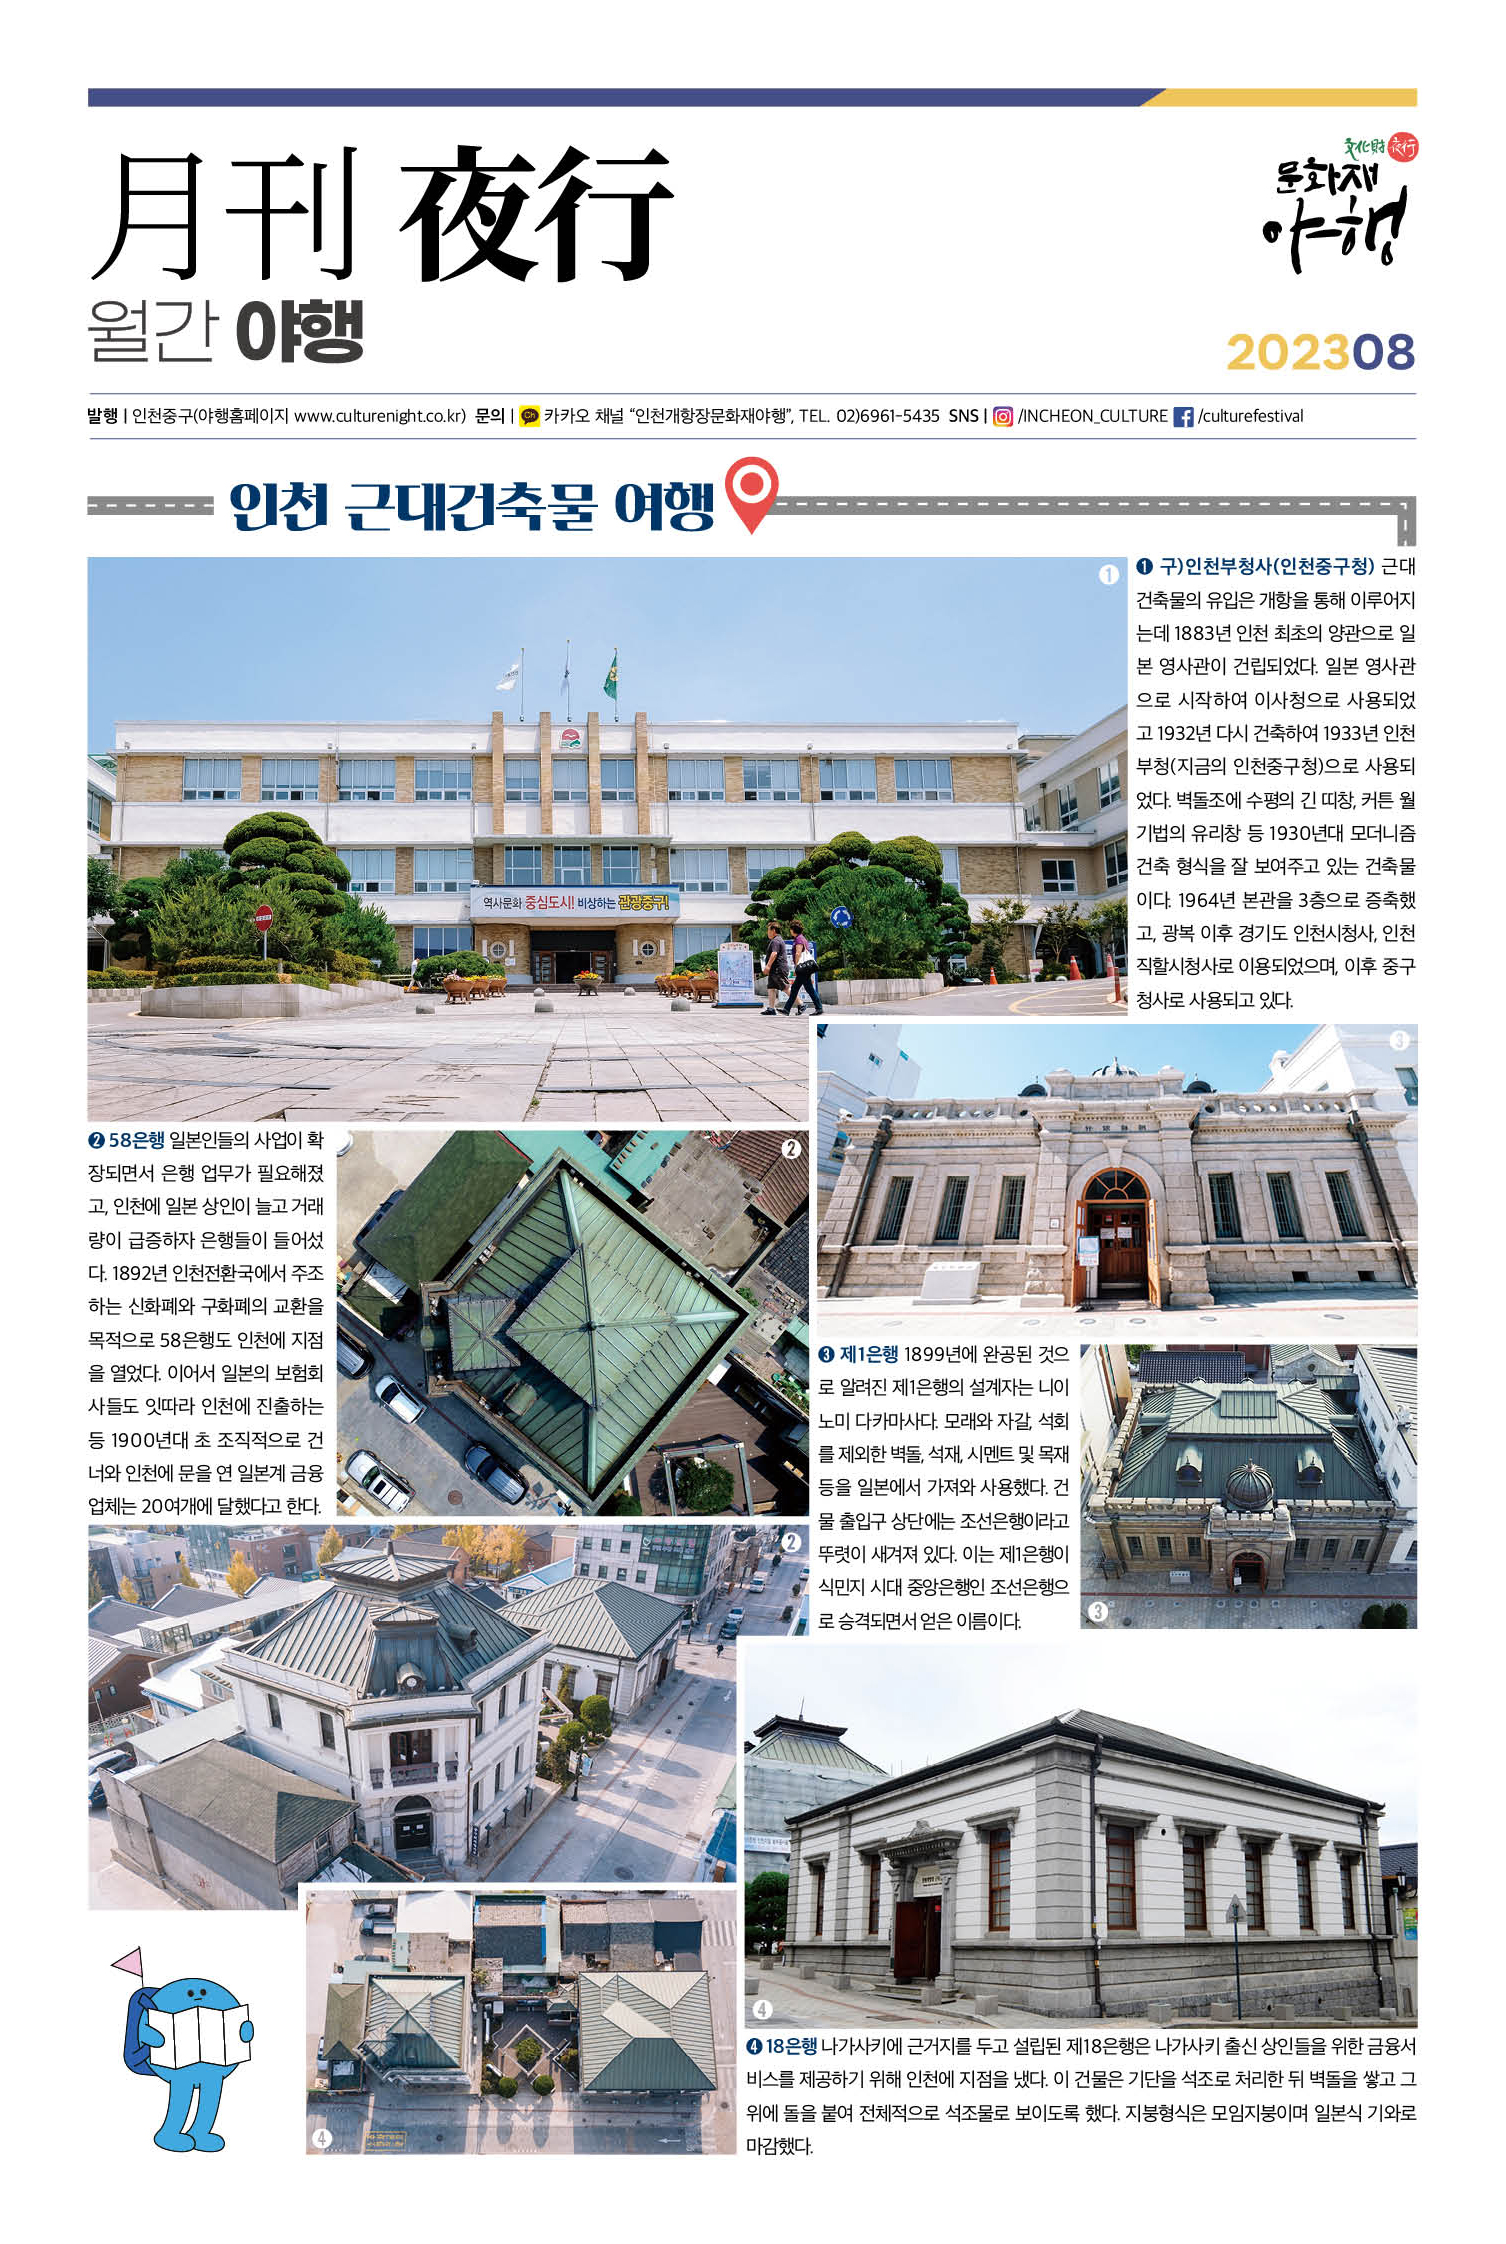 月刊 夜行
월간 야행
文化財 夜行
문화재
야행
202308
발행 | 인천중구(야행홈페이지 www.culturenight.co.kr) 문의 | Ch 카카오 채널 “인천개항장문화재야행”, TEL. 02)6961-5435 SNS | /INCHEON_CULTURE /culturefestival
인천 근대건축물 여행
1
역사문화 중심도시! 비상하는 관광중구!
❶ 구)인천부청사(인천중구청) 근대
건축물의 유입은 개항을 통해 이루어지
는데 1883년 인천 최초의 양관으로 일
본 영사관이 건립되었다. 일본 영사관
으로 시작하여 이사청으로 사용되었
고 1932년 다시 건축하여 1933년 인천
부청(지금의 인천중구청)으로 사용되
었다. 벽돌조에 수평의 긴 띠창, 커튼 월
기법의 유리창 등 1930년대 모더니즘
건축 형식을 잘 보여주고 있는 건축물
이다. 1964년 본관을 3층으로 증축했
고, 광복 이후 경기도 인천시청사, 인천
직할시청사로 이용되었으며, 이후 중구
청사로 사용되고 있다.
❷ 58은행 일본인들의 사업이 확
장되면서 은행 업무가 필요해졌
고, 인천에 일본 상인이 늘고 거래
량이 급증하자 은행들이 들어섰
다. 1892년 인천전환국에서 주조
하는 신화폐와 구화폐의 교환을
목적으로 58은행도 인천에 지점
을 열었다. 이어서 일본의 보험회
사들도 잇따라 인천에 진출하는
등 1900년대 초 조직적으로 건
너와 인천에 문을 연 일본계 금융
업체는 20여개에 달했다고 한다.
2
2
3
❸ 제1은행 1899년에 완공된 것으
로 알려진 제1은행의 설계자는 니이
노미 다카마사다. 모래와 자갈, 석회
를 제외한 벽돌, 석재, 시멘트 및 목재
등을 일본에서 가져와 사용했다. 건
물 출입구 상단에는 조선은행이라고
뚜렷이 새겨져 있다. 이는 제1은행이
식민지 시대 중앙은행인 조선은행으
로 승격되면서 얻은 이름이다.
3
4
4
❹ 18은행 나가사키에 근거지를 두고 설립된 제18은행은 나가사키 출신 상인들을 위한 금융서
비스를 제공하기 위해 인천에 지점을 냈다. 이 건물은 기단을 석조로 처리한 뒤 벽돌을 쌓고 그
위에 돌을 붙여 전체적으로 석조물로 보이도록 했다. 지붕형식은 모임지붕이며 일본식 기와로
마감했다.